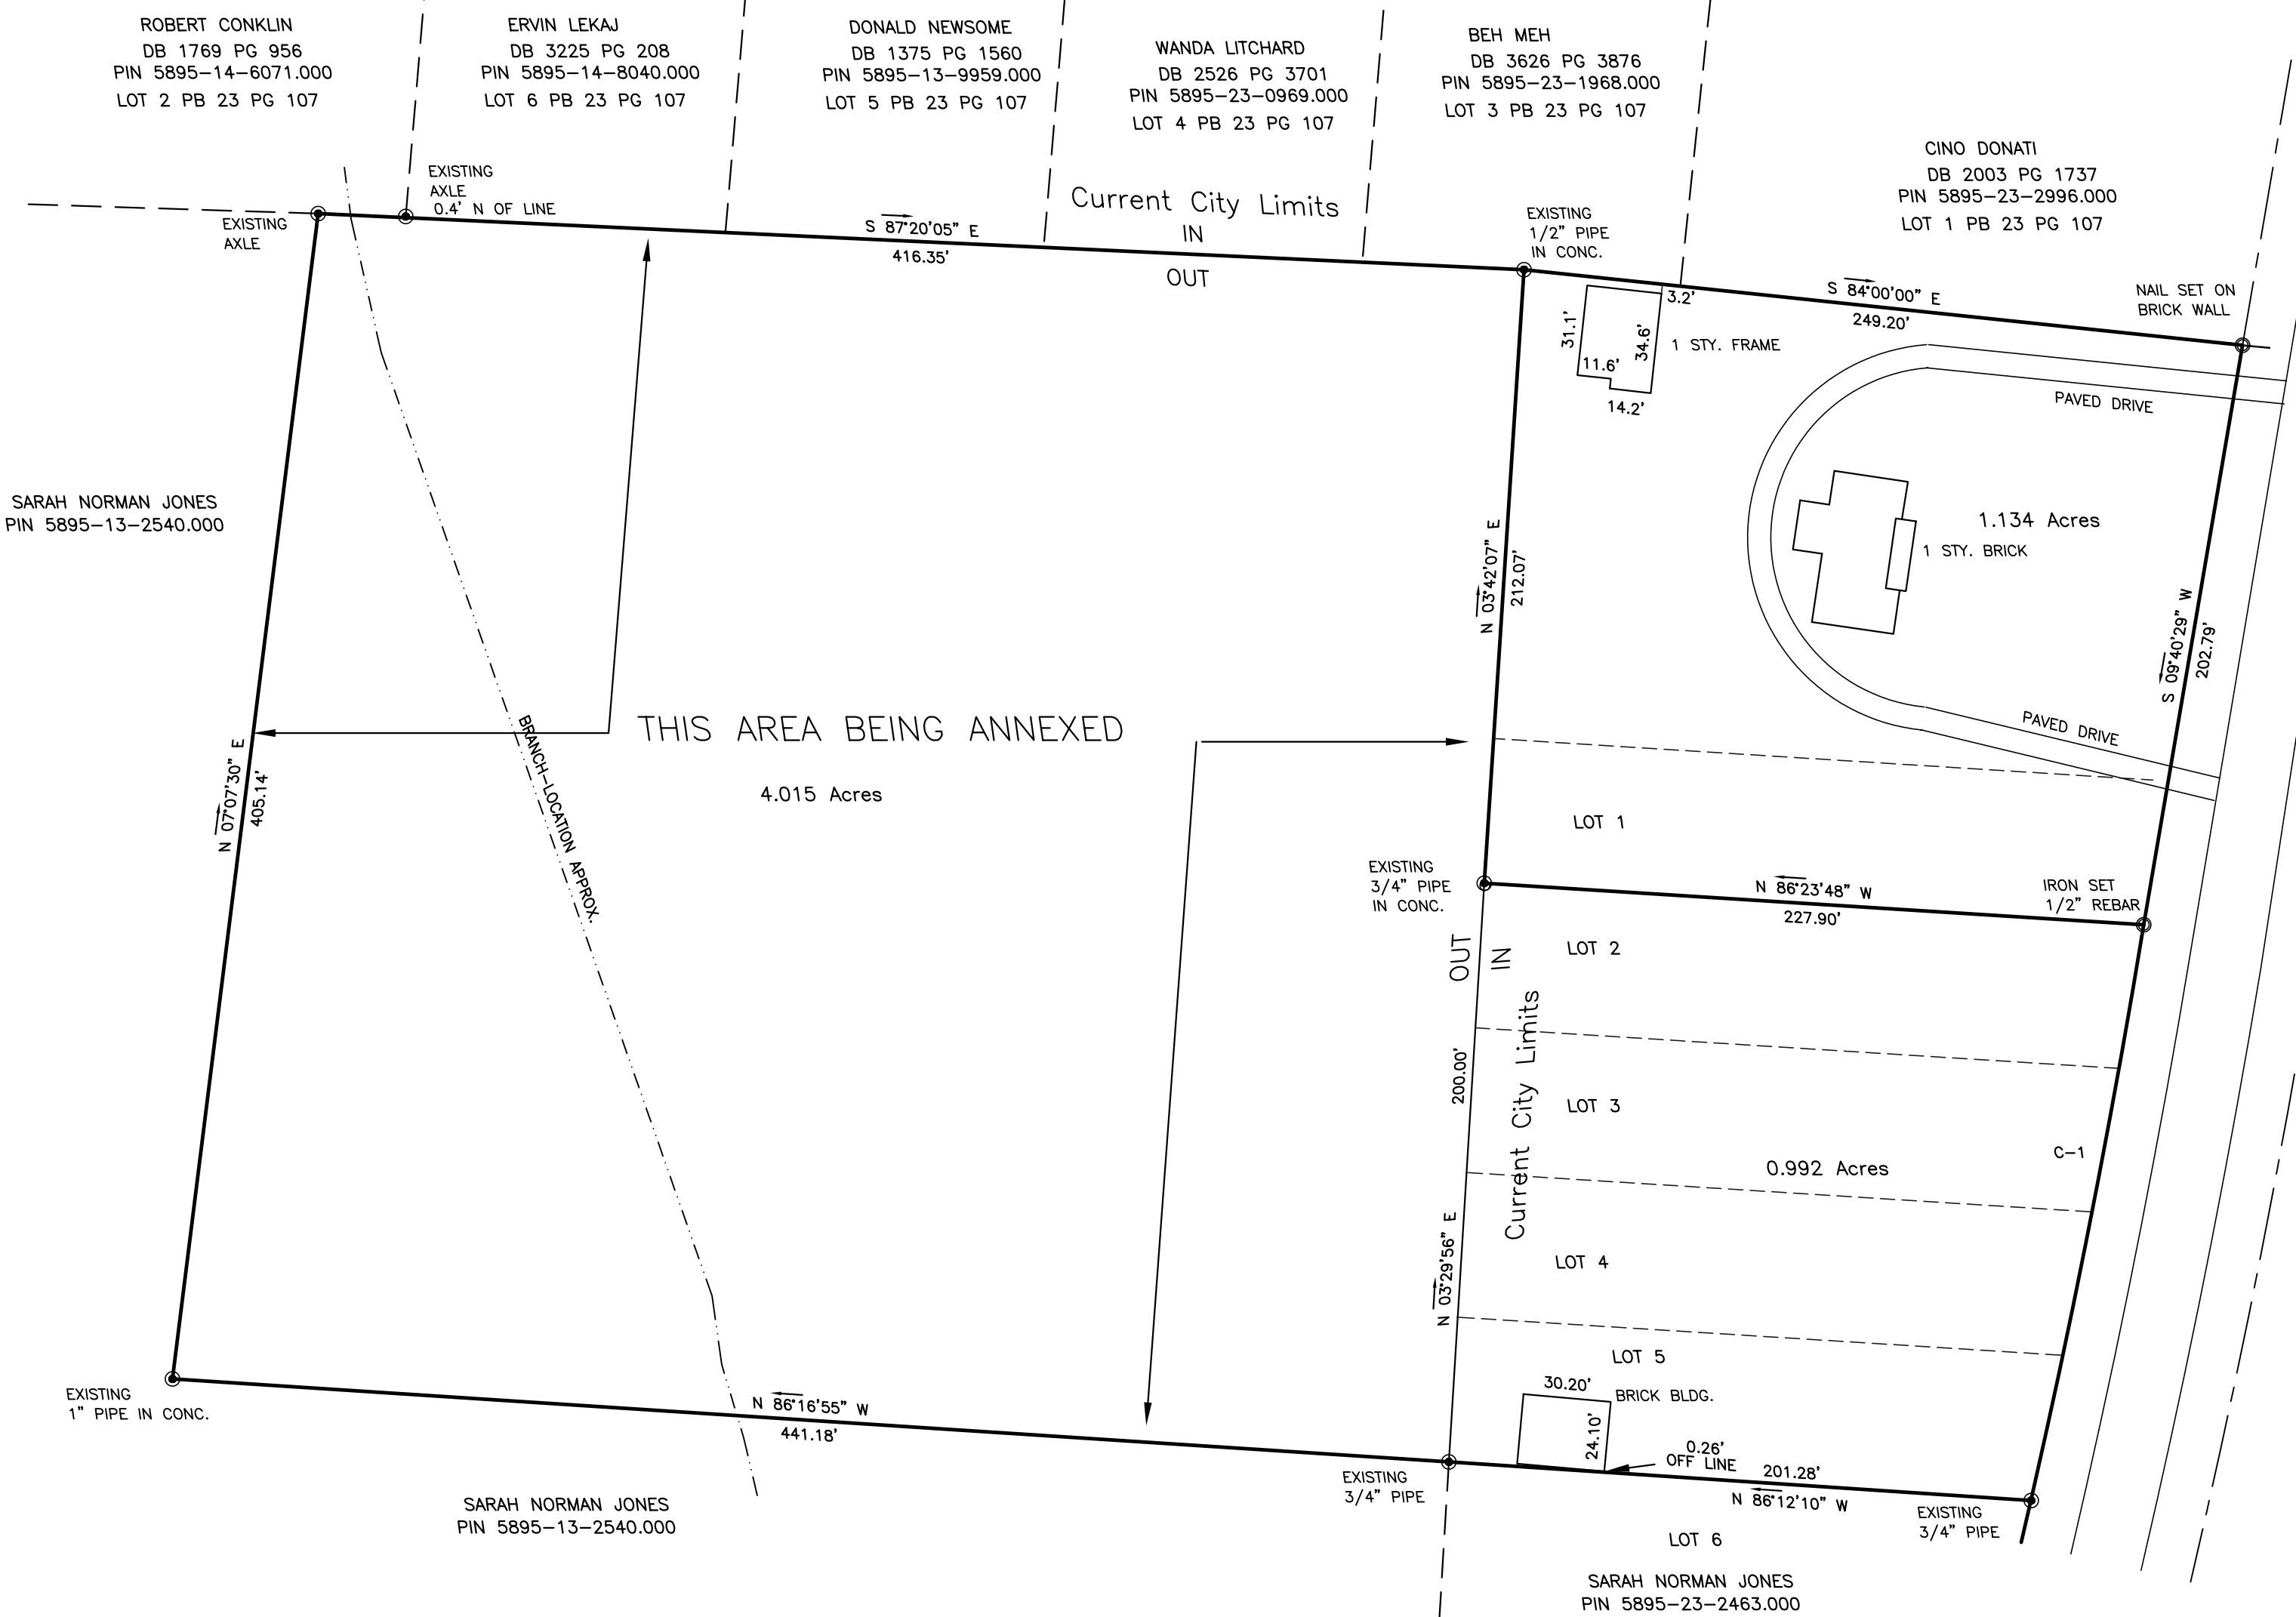 ROBERT CONKLIN
DB 1769 PG 956
PIN 5895-14-6071.000
LOT 2 PB 23 PG 107
ERVIN LEKAJ
DB 3225 PG 208
PIN 5895-14-8040.000
LOT 6 PB 23 PG 107
DONALD NEWSOME
DB 1375 PG 1560
PIN 5895-13-9959.000
LOT 5 PB 23 PG 107
WANDA LITCHARD
DB 2526 PG 3701
PIN 5895-23-0969.000
LOT 4 PB 23 PG 107
BEH MEH
DB 3626 PG 3876
PIN 5895-23-1968.000
LOT 3 PB 23 PG 107
CINO DONATI
DB 2003 PG 1737
PIN 5895-23-2996.000
LOT 1 PB 23 PG 107
EXISTING
AXLE
EXISTING
AXLE
0.4' N OF LINE
S 87°20'05" E
416.35'
Current City Limits
IN
OUT
EXISTING
1/2" PIPE
IN CONC.
S 84°00'00" E
249.20'
NAIL SET ON
BRICK WALL
3.2'
31.1'
34.6'
11.6'
14.2'
1 STY. FRAME
PAVED DRIVE
SARAH NORMAN JONES
PIN 5895-13-2540.000
1.134 Acres
1 STY. BRICK
N 03°42'07" E
212.07'
S 09°40'29" W
202.79'
PAVED DRIVE
N 07°07'30" E
405.14'
BRANCH-LOCATION APPROX.
THIS AREA BEING ANNEXED
4.015 Acres
LOT 1
EXISTING
3/4" PIPE
IN CONC.
N 86°23'48" W
227.90'
IRON SET
1/2" REBAR
OUT
IN
Current City Limits
LOT 2
200.00'
N 03°29'56" E
LOT 3
C-1
0.992 Acres
LOT 4
LOT 5
30.20'
24.10'
BRICK BLDG.
0.26'
OFF LINE
201.28'
N 86°12'10" W
EXISTING
1" PIPE IN CONC.
N 86°16'55" W
441.18'
EXISTING
3/4" PIPE
EXISTING
3/4" PIPE
SARAH NORMAN JONES
PIN 5895-13-2540.000
LOT 6
SARAH NORMAN JONES
PIN 5895-23-2463.000